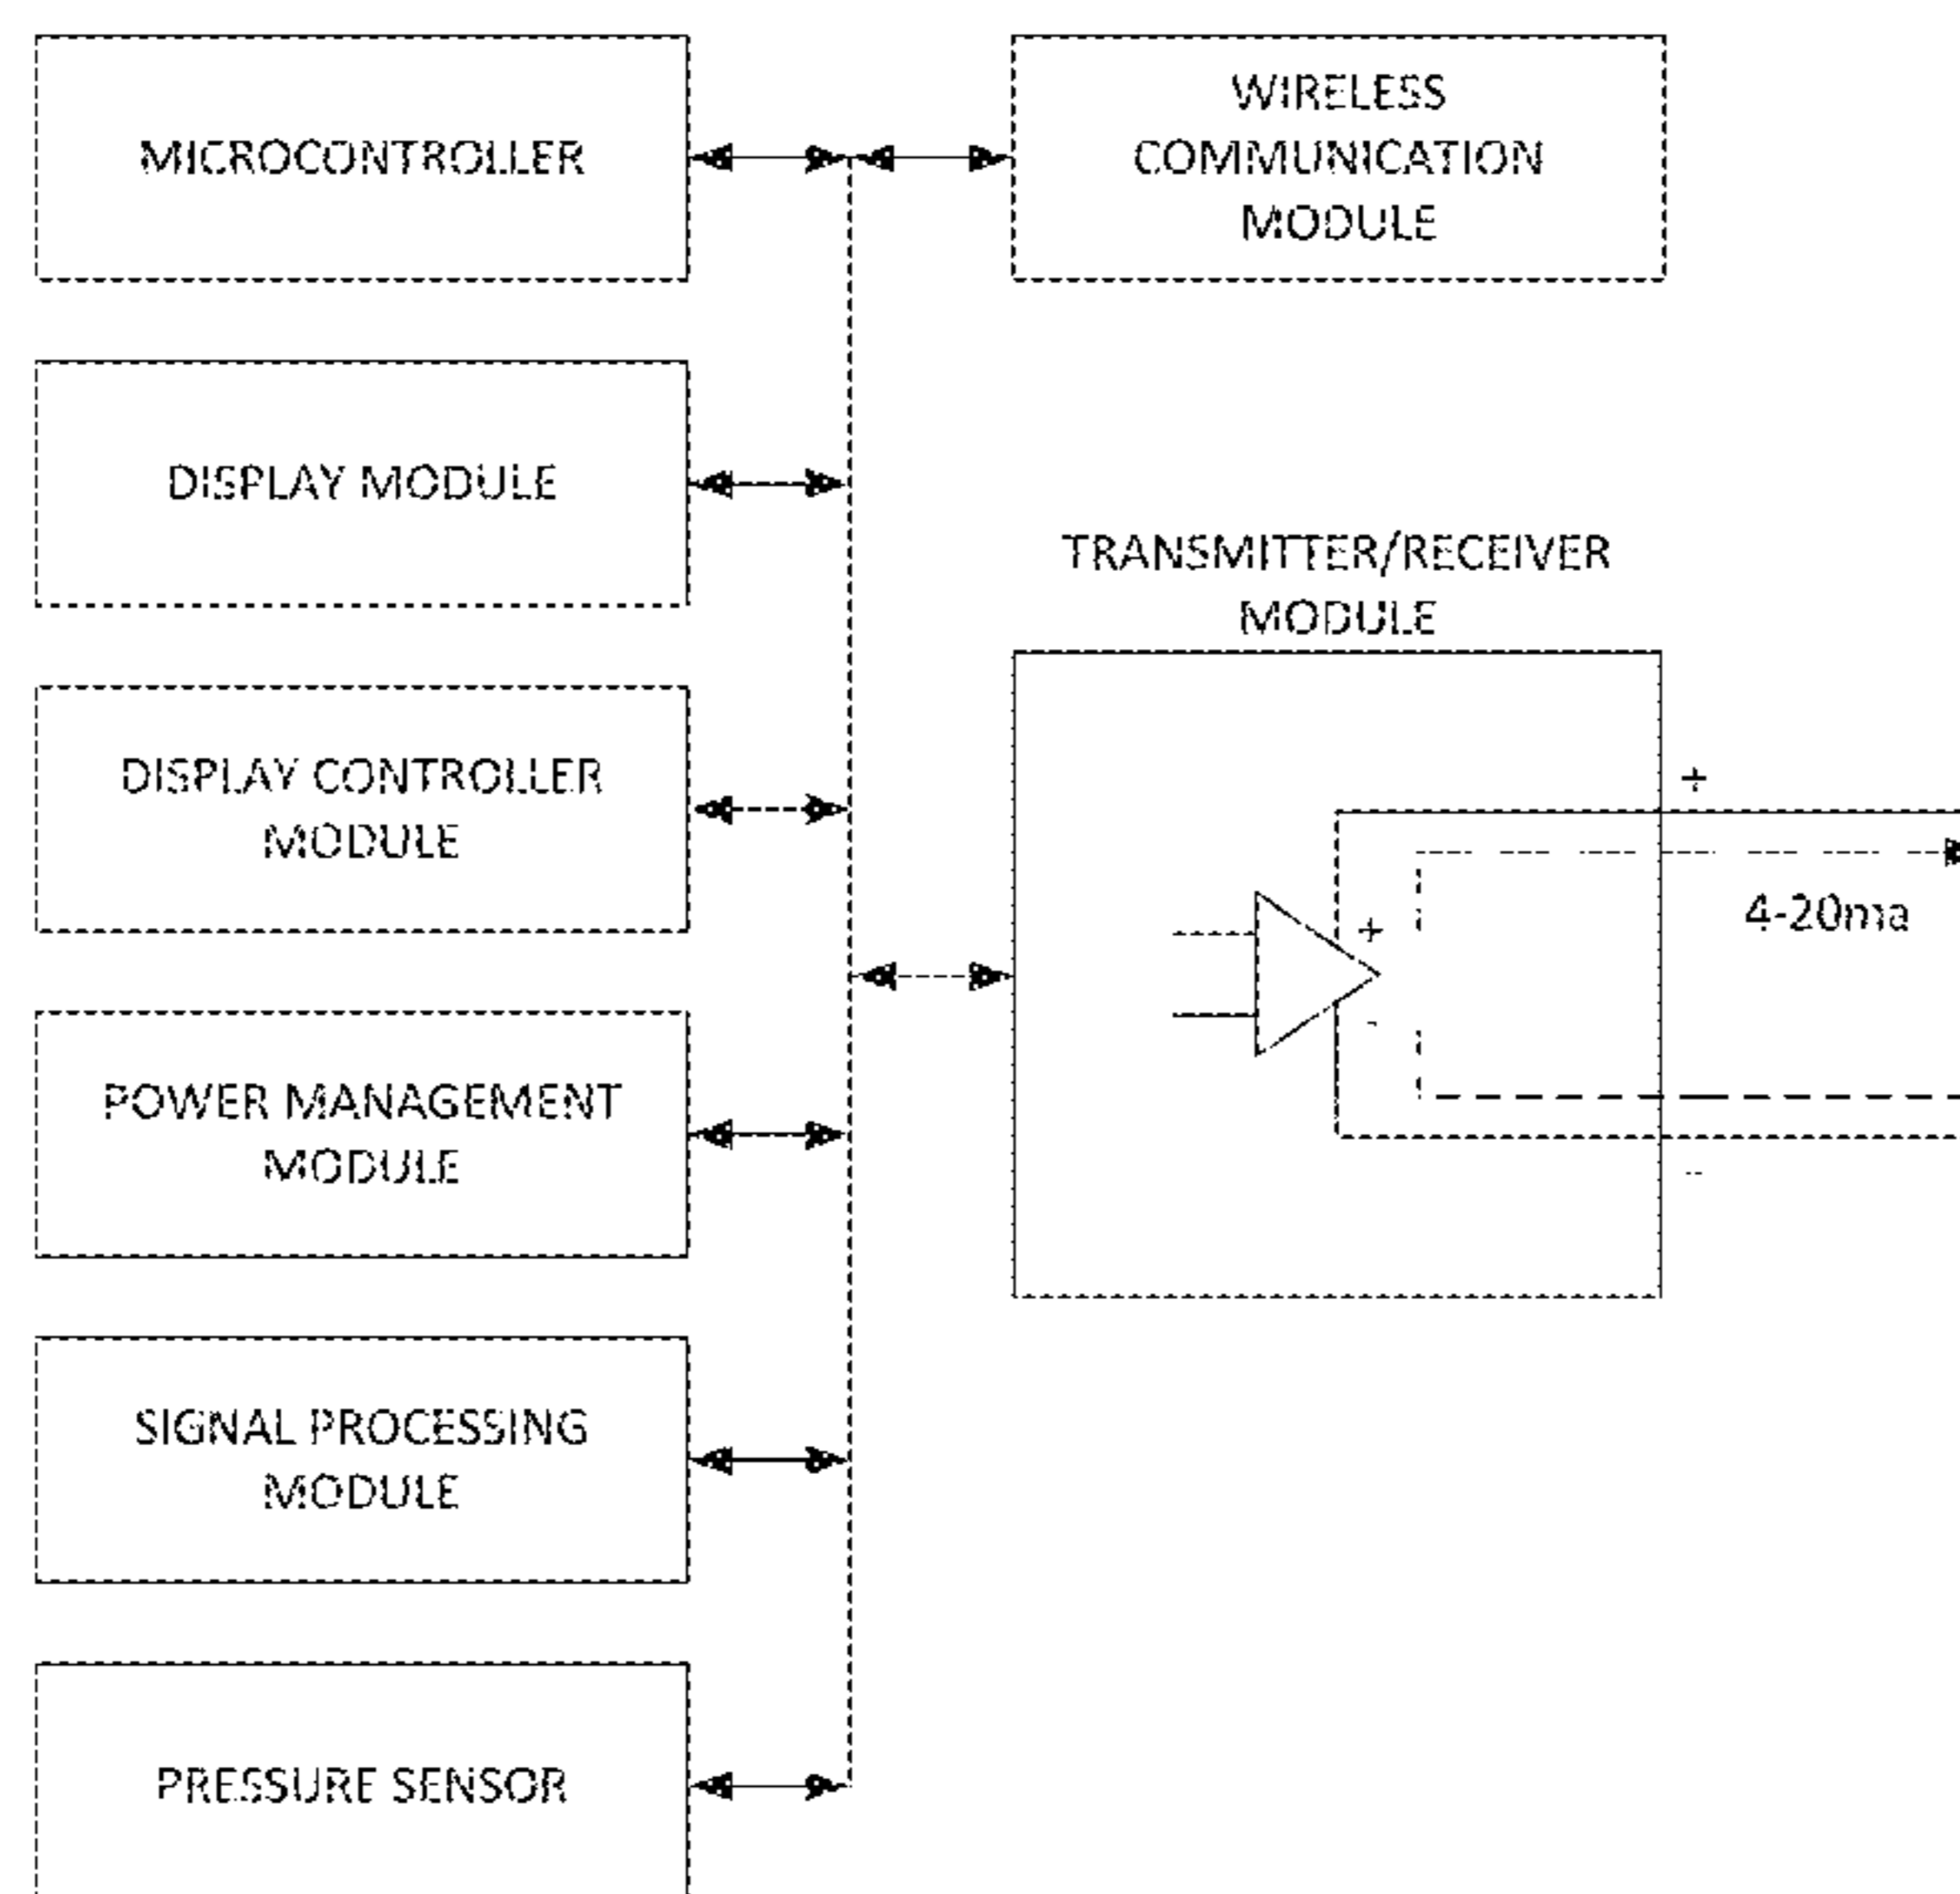 MICROCONTROLLER
WIRELESS
COMMUNICATION
MODULE
DISPLAY MODULE
TRANSMITTER/RECEIVER
MODULE
DISPLAY CONTROLLER
MODULE
+
4-20ma
+
-
POWER MANAGEMENT
MODULE
-
SIGNAL PROCESSING
MODULE
PRESSURE SENSOR